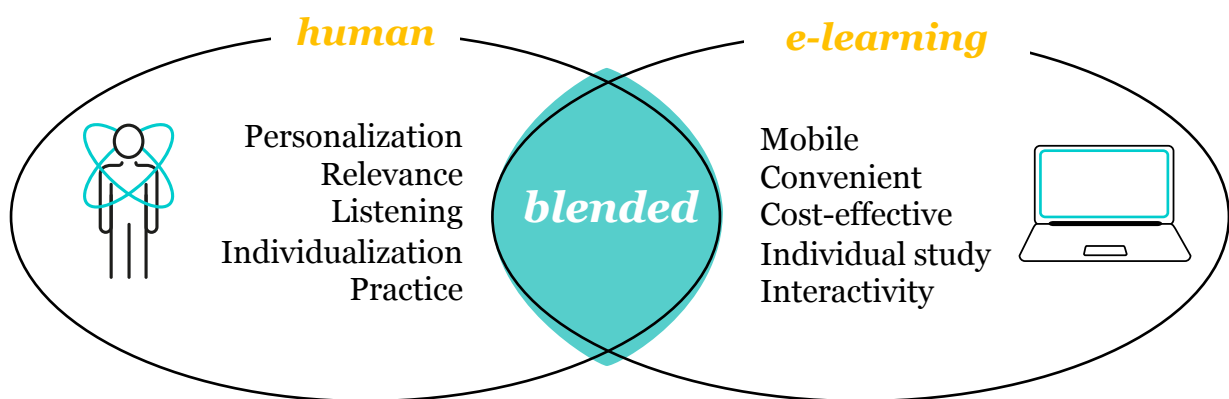 human
e-learning
Personalization
Relevance
Listening
Individualization
Practice
blended
Mobile
Convenient
Cost-effective
Individual study
Interactivity